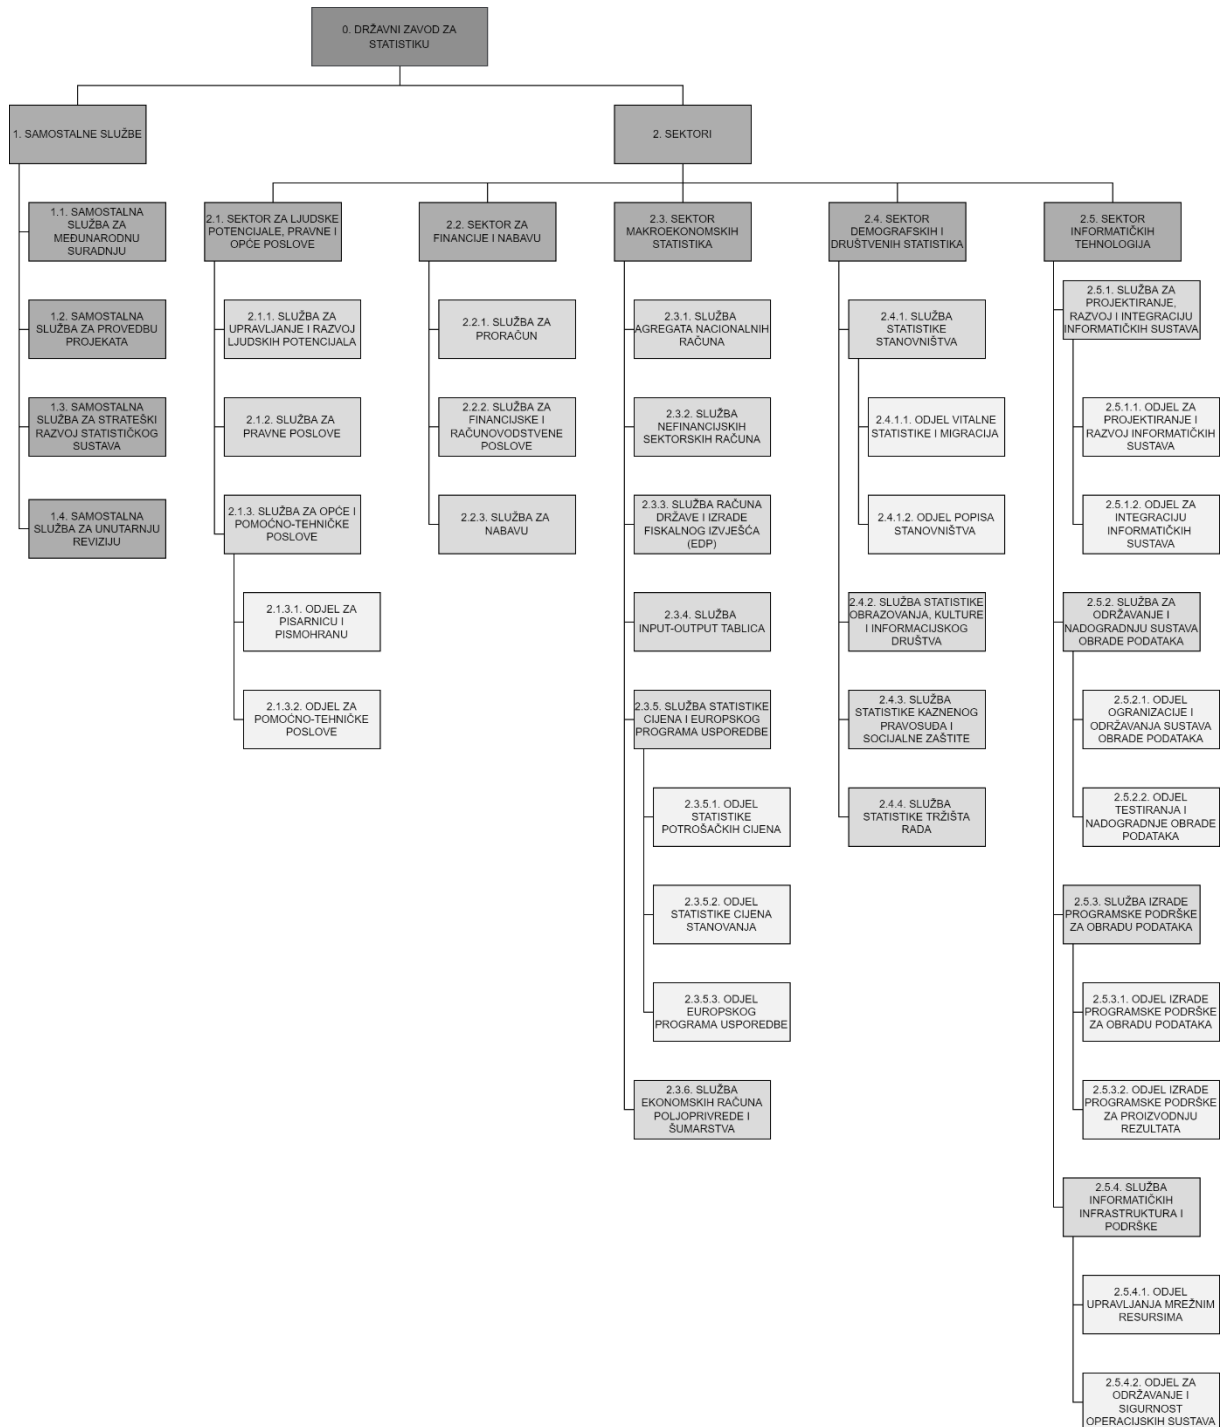 0. DRŽAVNI ZAVOD ZA
STATISTIKU
1. SAMOSTALNE SLUŽBE
2. SEKTORI
1.1. SAMOSTALNA
SLUŽBA ZA
MEĐUNARODNU
SURADNJU
1.2. SAMOSTALNA
SLUŽBA ZA PROVEDBU
PROJEKATA
1.3. SAMOSTALNA
SLUŽBA ZA STRATEŠKI
RAZVOJ STATISTIČKOG
SUSTAVA
1.4. SAMOSTALNA
SLUŽBA ZA UNUTARNJU
REVIZIJU
2.1. SEKTOR ZA LJUDSKE
POTENCIJALE, PRAVNE I
OPĆE POSLOVE
2.1.1. SLUŽBA ZA
UPRAVLJANJE I RAZVOJ
LJUDSKIH POTENCIJALA
2.1.2. SLUŽBA ZA
PRAVNE POSLOVE
2.1.3. SLUŽBA ZA OPĆE I
POMOĆNO-TEHNIČKE
POSLOVE
2.1.3.1. ODJEL ZA
PISARNICU I
PISMOHRANU
2.1.3.2. ODJEL ZA
POMOĆNO-TEHNIČKE
POSLOVE
2.2. SEKTOR ZA
FINANCIJE I NABAVU
2.2.1. SLUŽBA ZA
PRORAČUN
2.2.2. SLUŽBA ZA
FINANCIJSKE I
RAČUNOVODSTVENE
POSLOVE
2.2.3. SLUŽBA ZA
NABAVU
2.3. SEKTOR
MAKROEKONOMSKIH
STATISTIKA
2.3.1. SLUŽBA
AGREGATA NACIONALNIH
RAČUNA
2.3.2. SLUŽBA
NEFINANCIJSKIH
SEKTORSKIH RAČUNA
2.3.3. SLUŽBA RAČUNA
DRŽAVE I IZRADE
FISKALNOG IZVJEŠĆA
(EDP)
2.3.4. SLUŽBA
INPUT-OUTPUT TABLICA
2.3.5. SLUŽBA STATISTIKE
CIJENA I EUROPSKOG
PROGRAMA USPOREDBE
2.3.5.1. ODJEL
STATISTIKE
POTROŠAČKIH CIJENA
2.3.5.2. ODJEL
STATISTIKE CIJENA
STANOVANJA
2.3.5.3. ODJEL
EUROPSKOG
PROGRAMA USPOREDBE
2.3.6. SLUŽBA
EKONOMSKIH RAČUNA
POLJOPRIVREDE I
ŠUMARSTVA
2.4. SEKTOR
DEMOGRAFSKIH I
DRUŠTVENIH STATISTIKA
2.4.1. SLUŽBA
STATISTIKE
STANOVNIŠTVA
2.4.1.1. ODJEL VITALNE
STATISTIKE I MIGRACIJA
2.4.1.2. ODJEL POPISA
STANOVNIŠTVA
2.4.2. SLUŽBA STATISTIKE
OBRAZOVANJA, KULTURE
I INFORMACIJSKOG
DRUŠTVA
2.4.3. SLUŽBA
STATISTIKE KAZNENOG
PRAVOSUDA I
SOCIJALNE ZAŠTITE
2.4.4. SLUŽBA
STATISTIKE TRŽIŠTA
RADA
2.5. SEKTOR
INFORMATIČKIH
TEHNOLOGIJA
2.5.1. SLUŽBA ZA
PROJEKTIRANJE,
RAZVOJ I INTEGRACIJU
INFORMATIČKIH SUSTAVA
2.5.1.1. ODJEL ZA
PROJEKTIRANJE I
RAZVOJ INFORMATIČKIH
SUSTAVA
2.5.1.2. ODJEL ZA
INTEGRACIJU
INFORMATIČKIH
SUSTAVA
2.5.2. SLUŽBA ZA
ODRŽAVANJE I
NADOGRADNJU SUSTAVA
OBRADE PODATAKA
2.5.2.1. ODJEL
OGRANIZACIJE I
ODRŽAVANJA SUSTAVA
OBRADE PODATAKA
2.5.2.2. ODJEL
TESTIRANJA I
NADOGRADNJE OBRADE
PODATAKA
2.5.3. SLUŽBA IZRADE
PROGRAMSKE PODRŠKE
ZA OBRADU PODATAKA
2.5.3.1. ODJEL IZRADE
PROGRAMSKE PODRŠKE
ZA OBRADU PODATAKA
2.5.3.2. ODJEL IZRADE
PROGRAMSKE PODRŠKE
ZA PROIZVODNJU
REZULTATA
2.5.4. SLUŽBA
INFORMATIČKIH
INFRASTRUKTURA I
PODRŠKE
2.5.4.1. ODJEL
UPRAVLJANJA MREŽNIM
RESURSIMA
2.5.4.2. ODJEL ZA
ODRŽAVANJE I
SIGURNOST
OPERACIJSKIH SUSTAVA